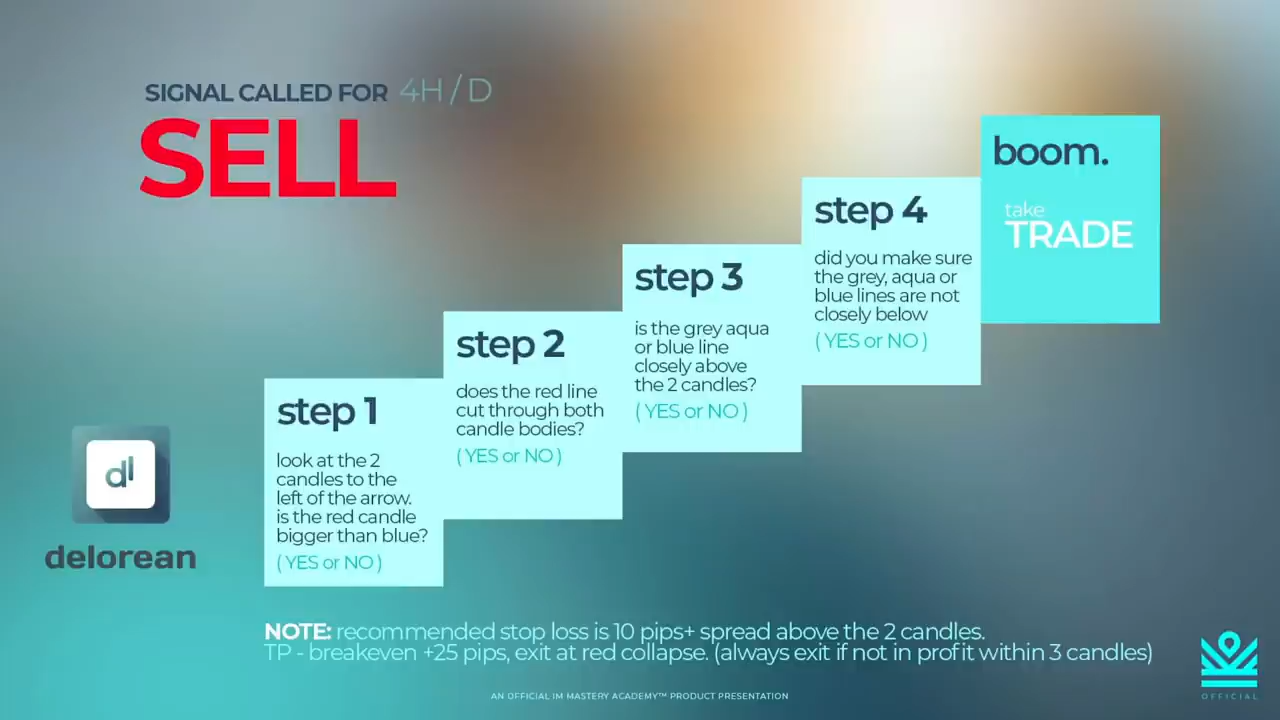 SIGNAL CALLED FOR 4H / D
SELL
boom.
take
TRADE
step 4
did you make sure
the grey, aqua or
blue lines are not
closely below
( YES or NO )
step 3
is the grey aqua
or blue line
closely above
the 2 candles?
( YES or NO )
step 2
does the red line
cut through both
candle bodies?
( YES or NO )
step 1
look at the 2
candles to the
left of the arrow.
is the red candle
bigger than blue?
( YES or NO )
dl
delorean
NOTE: recommended stop loss is 10 pips+ spread above the 2 candles.
TP - breakeven +25 pips, exit at red collapse. (always exit if not in profit within 3 candles)
AN OFFICIAL IM MASTERY ACADEMY™ PRODUCT PRESENTATION
OFFICIAL